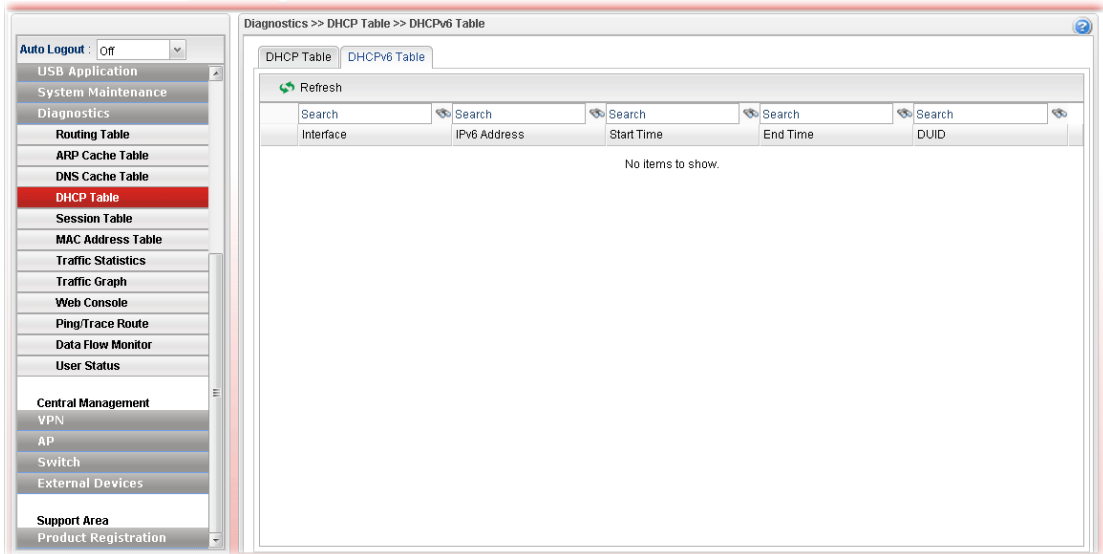 Diagnostics >> DHCP Table >> DHCPv6 Table
Auto Logout : Off
USB Application
System Maintenance
Diagnostics
Routing Table
ARP Cache Table
DNS Cache Table
DHCP Table
Session Table
MAC Address Table
Traffic Statistics
Traffic Graph
Web Console
Ping/Trace Route
Data Flow Monitor
User Status
Central Management
VPN
AP
Switch
External Devices
Support Area
Product Registration
DHCP Table DHCPv6 Table
Refresh
Search Search Search Search Search
Interface IPv6 Address Start Time End Time DUID
No items to show.